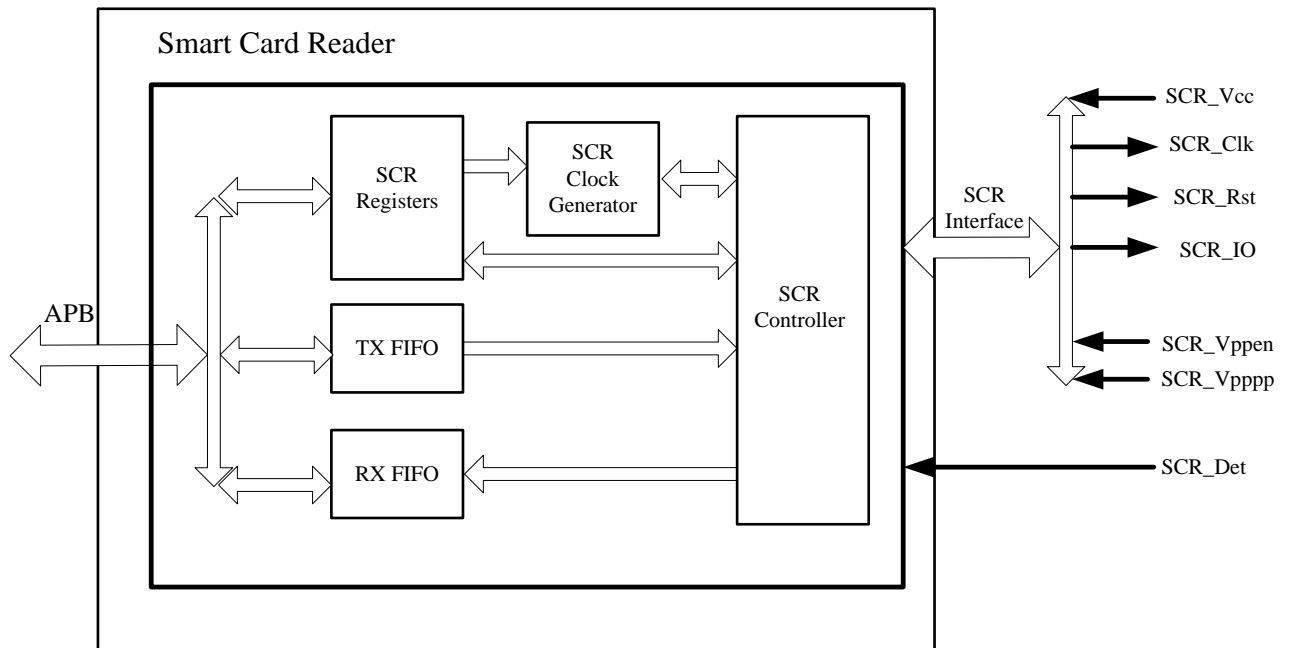 Smart Card Reader
SCR
Registers
SCR
Clock
Generator
SCR
Controller
TX FIFO
RX FIFO
APB
SCR
Interface
SCR_Vcc
SCR_Clk
SCR_Rst
SCR_IO
SCR_Vppen
SCR_Vpppp
SCR_Det